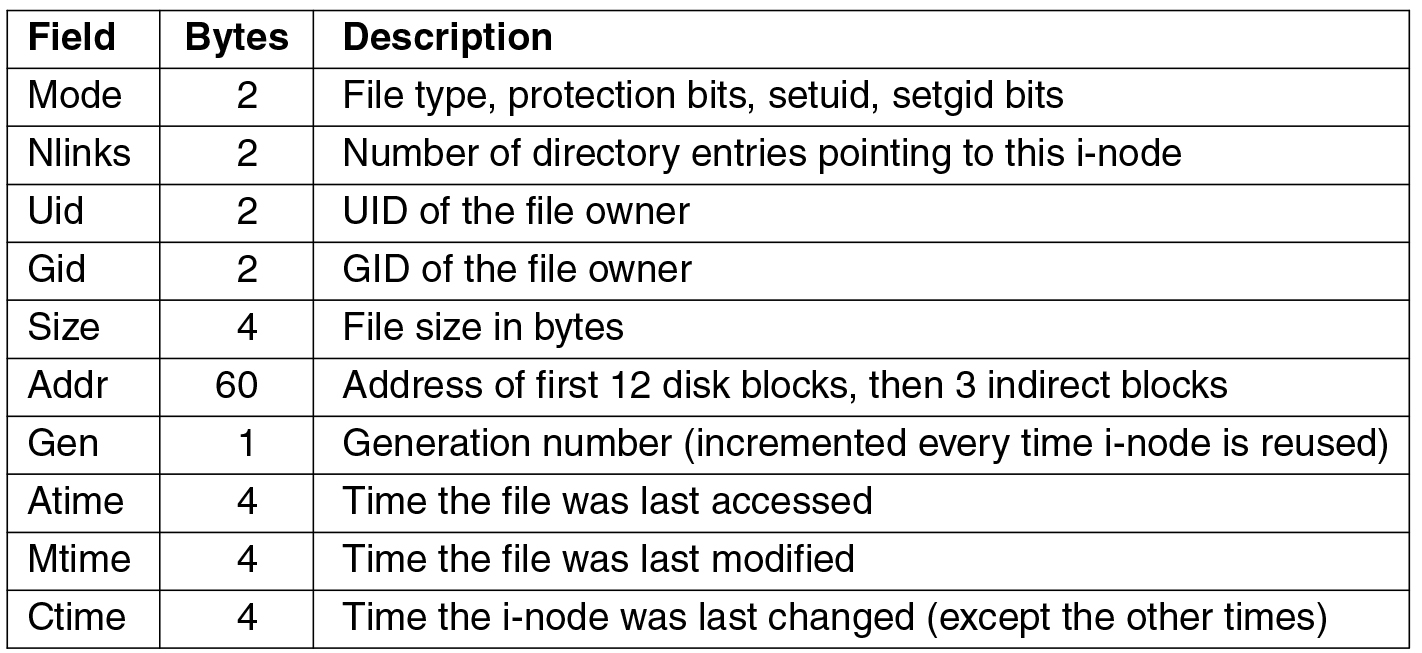 Field Bytes Description
Mode 2 File type, protection bits, setuid, setgid bits
Nlinks 2 Number of directory entries pointing to this i-node
Uid 2 UID of the file owner
Gid 2 GID of the file owner
Size 4 File size in bytes
Addr 60 Address of first 12 disk blocks, then 3 indirect blocks
Gen 1 Generation number (incremented every time i-node is reused)
Atime 4 Time the file was last accessed
Mtime 4 Time the file was last modified
Ctime 4 Time the i-node was last changed (except the other times)